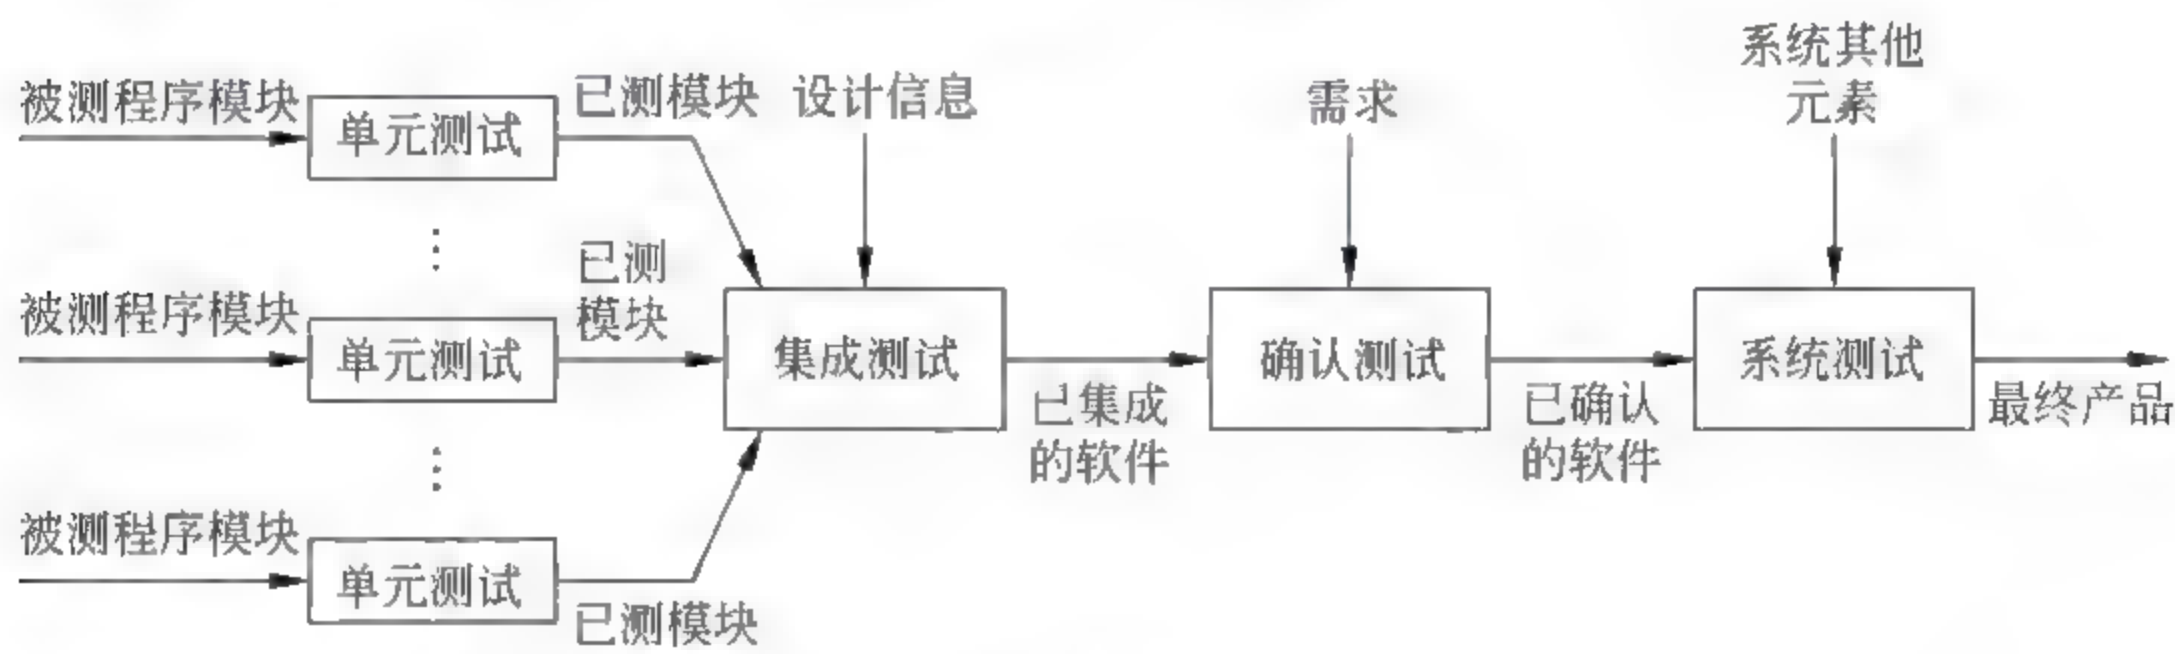 系统其他
元素
被测程序模块
单元测试
已测模块
设计信息
需求
已测
模块
被测程序模块
单元测试
集成测试
确认测试
系统测试
已集成
的软件
已确认
的软件
最终产品
被测程序模块
单元测试
已测模块